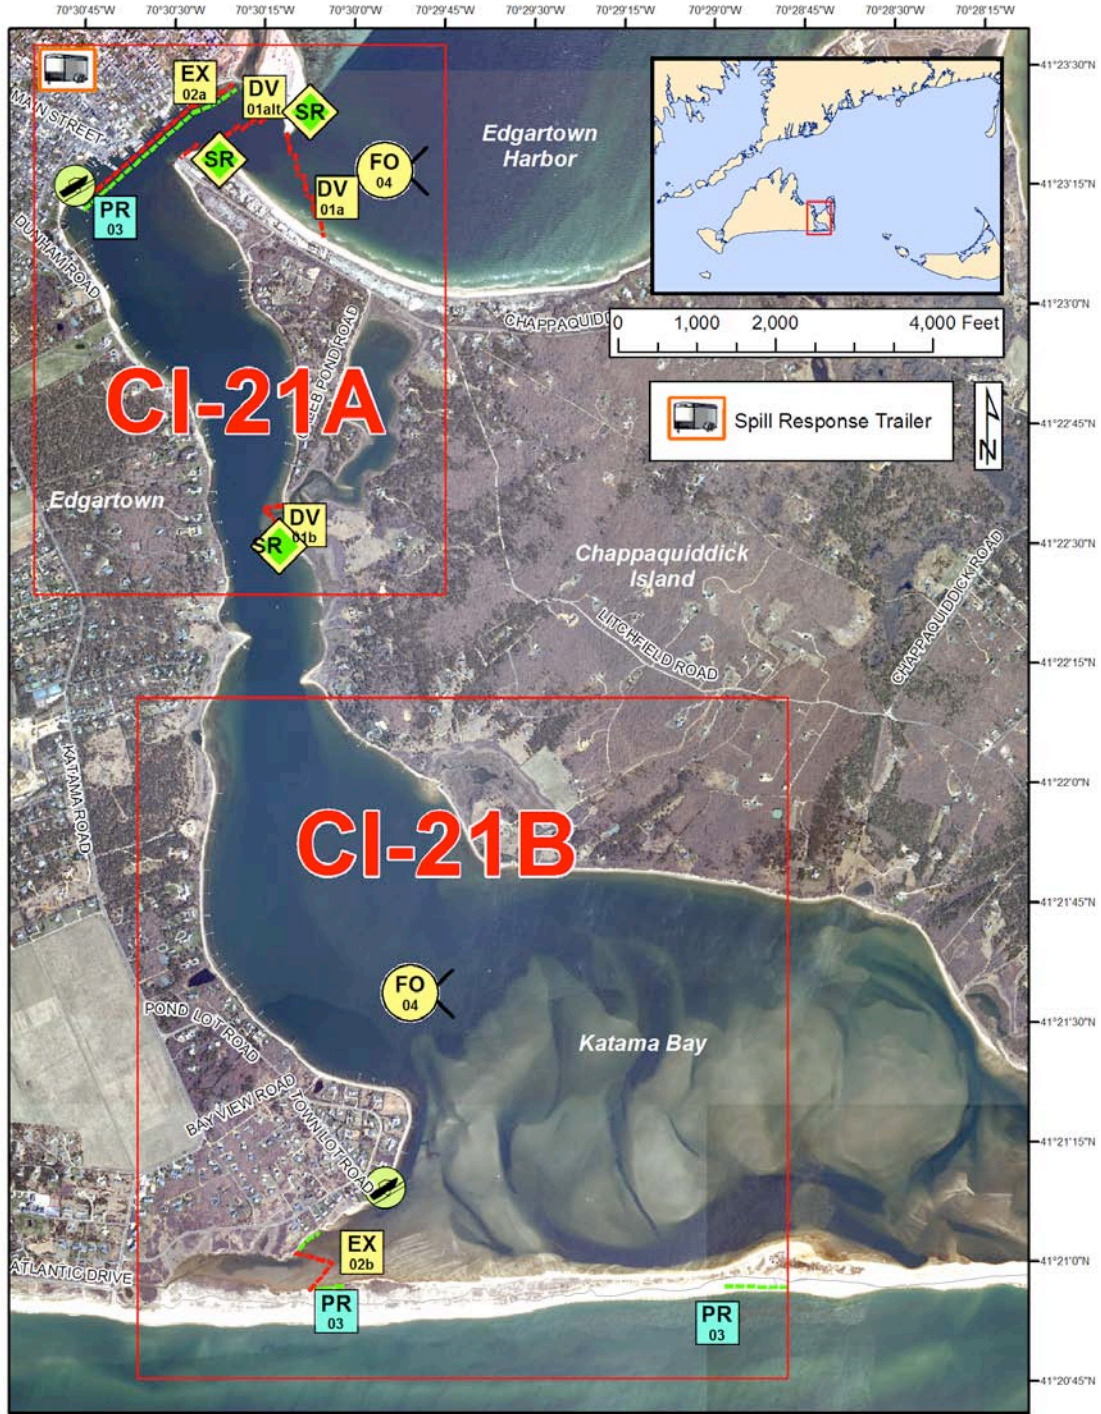 70°30'45"W
70°30'30"W
70°30'15"W
70°30'0"W
70°29'45"W
70°29'30"W
70°29'15"W
70°29'0"W
70°28'45"W
70°28'30"W
70°28'15"W
41°23'30"N
EX
02a
DV
01alt
SR
MAIN STREET
Edgartown
Harbor
SR
FO
04
41°23'15"N
DV
01a
PR
03
DUNHAM ROAD
41°23'0"N
CHAPPAQUIDD
0 1,000 2,000 4,000 Feet
CALEB POND ROAD
CI-21A
Spill Response Trailer
N
41°22'45"N
Edgartown
DV
01b
SR
41°22'30"N
Chappaquiddick
Island
CHAPPAQUIDDICK ROAD
LITCHFIELD ROAD
41°22'15"N
KATAMA ROAD
41°22'0"N
CI-21B
41°21'45"N
FO
04
POND LOT ROAD
41°21'30"N
Katama Bay
BAY VIEW ROAD
TOWN LOT ROAD
41°21'15"N
EX
02b
41°21'0"N
ATLANTIC DRIVE
PR
03
PR
03
41°20'45"N